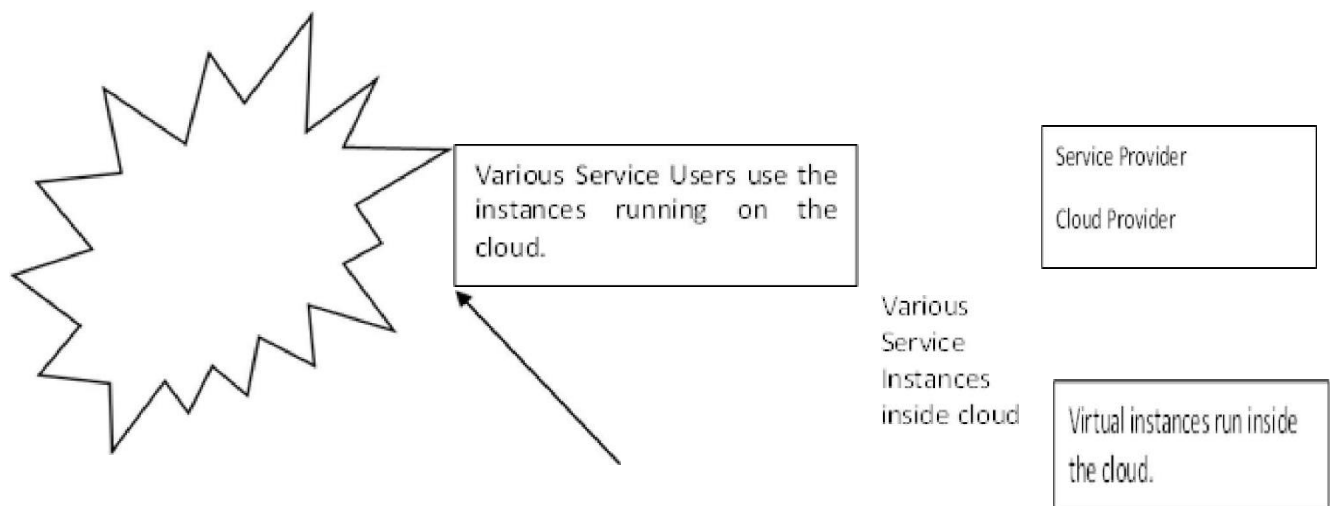 Various Service Users use the
instances running on the
cloud.
Service Provider
Cloud Provider
Various
Service
Instances
inside cloud
Virtual instances run inside
the cloud.